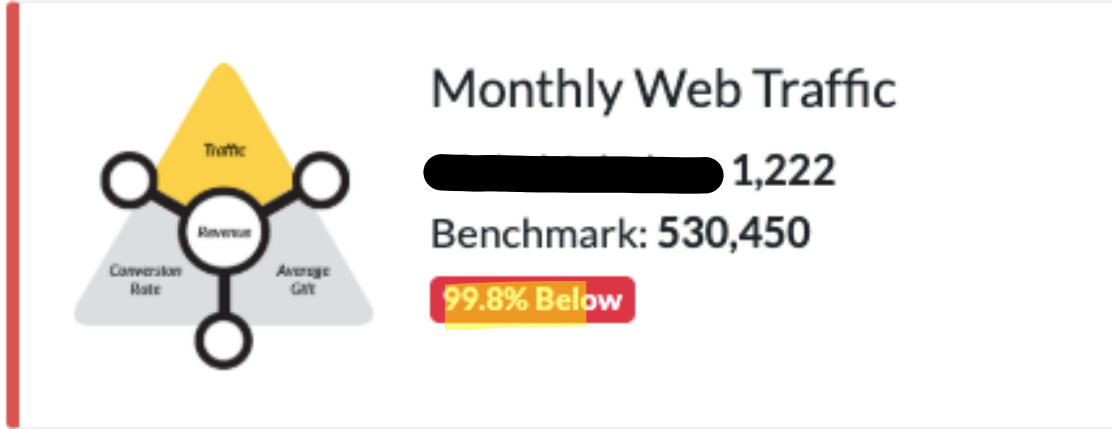 Traffic
Revenue
Conversion
Rate
Average
Gift
Monthly Web Traffic
1,222
Benchmark: 530,450
99.8% Below